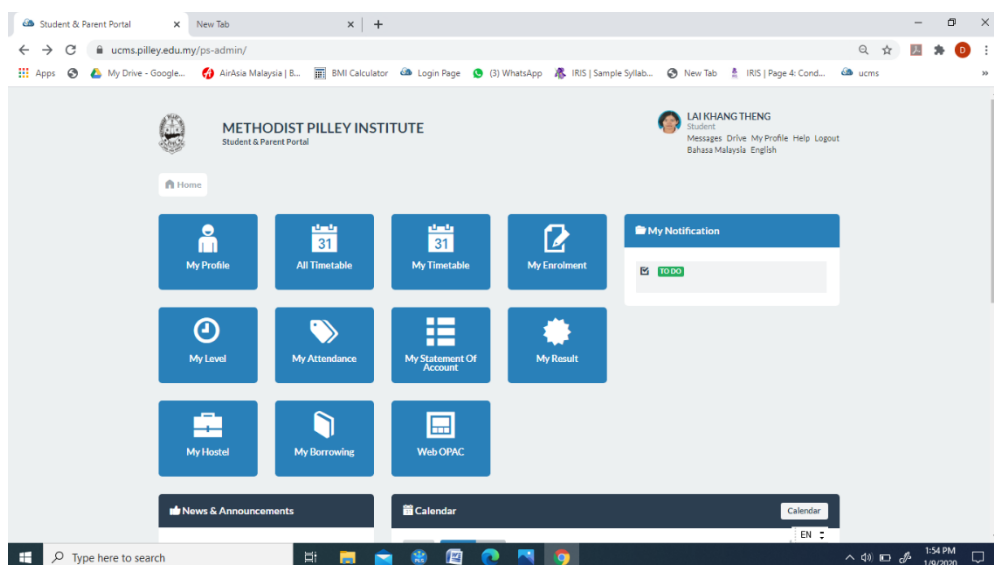 Student & Parent Portal
New Tab
ucms.pilley.edu.my/ps-admin/
Apps
My Drive - Google...
AirAsia Malaysia | B...
BMI Calculator
Login Page
(3) WhatsApp
IRIS | Sample Syllab...
New Tab
IRIS | Page 4: Cond...
ucms
METHODIST PILLEY INSTITUTE
Student & Parent Portal
LAI KHANG THENG
Student
Messages Drive My Profile Help Logout
Bahasa Malaysia English
Home
My Profile
31
All Timetable
31
My Timetable
My Enrolment
My Notification
TO DO
My Level
My Attendance
My Statement Of
Account
My Result
My Hostel
My Borrowing
Web OPAC
News & Announcements
Calendar
Calendar
EN
Type here to search
1:54 PM
1/9/2020